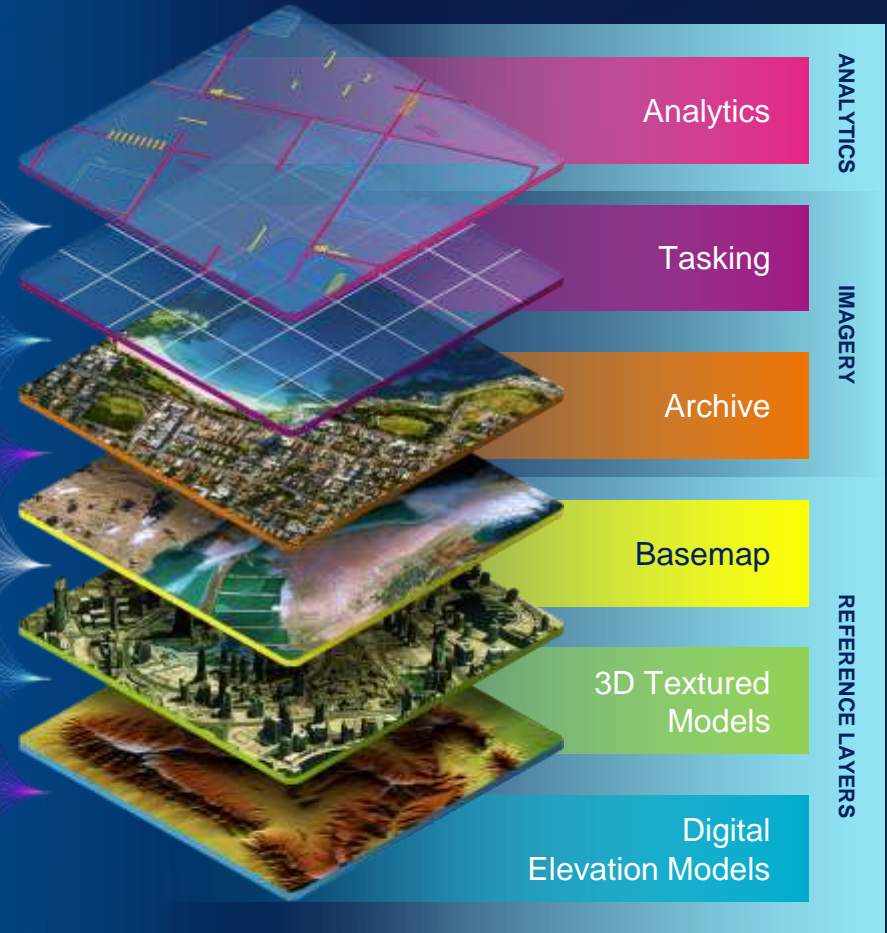 Analytics
ANALYTICS
Tasking
Archive
IMAGERY
Basemap
3D Textured
Models
Digital
Elevation Models
REFERENCE LAYERS